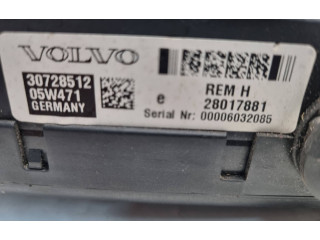 VOLVO
30728512
05W471
GERMANY
e
REM H
28017881
Serial Nr: 00006032085